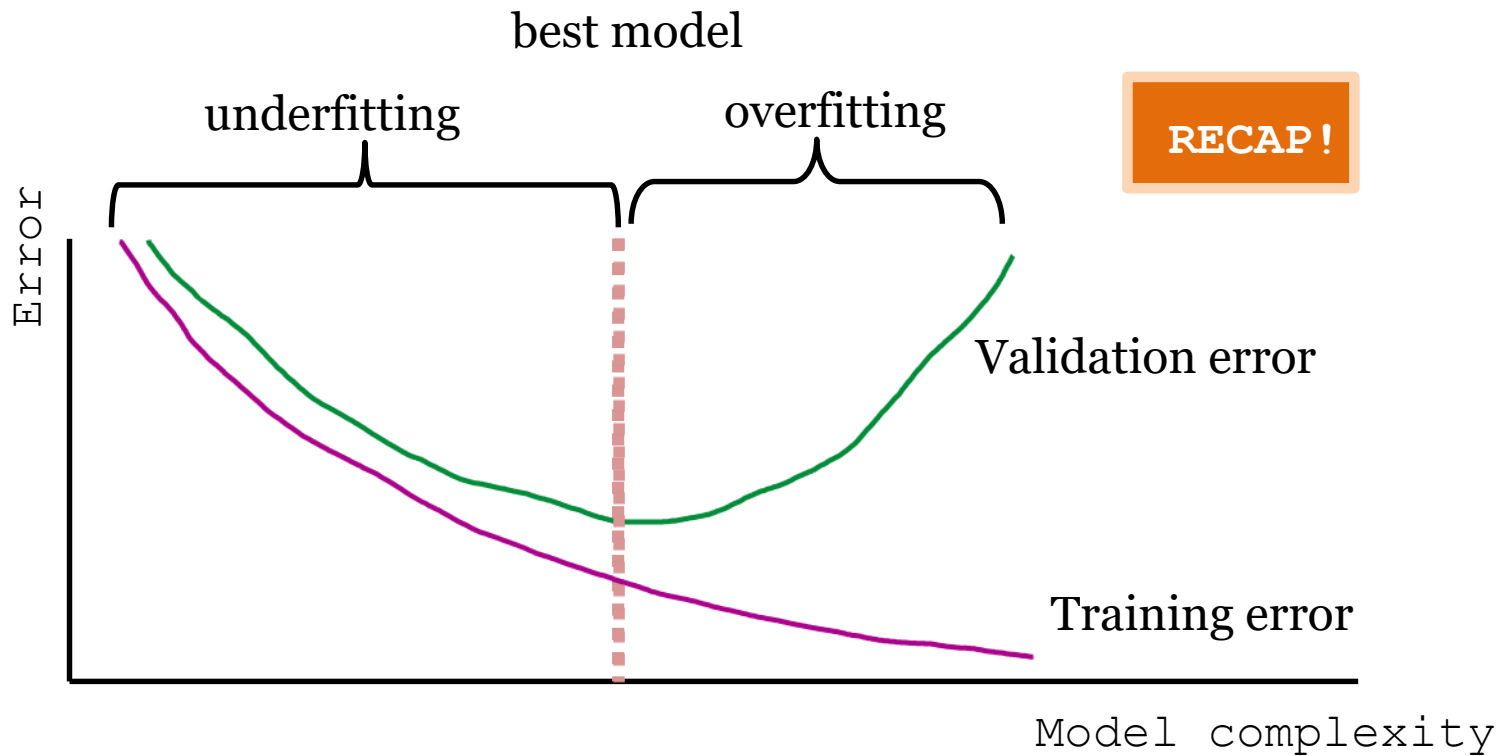 best model
underfitting
overfitting
RECAP!
Error
Validation error
Training error
Model complexity